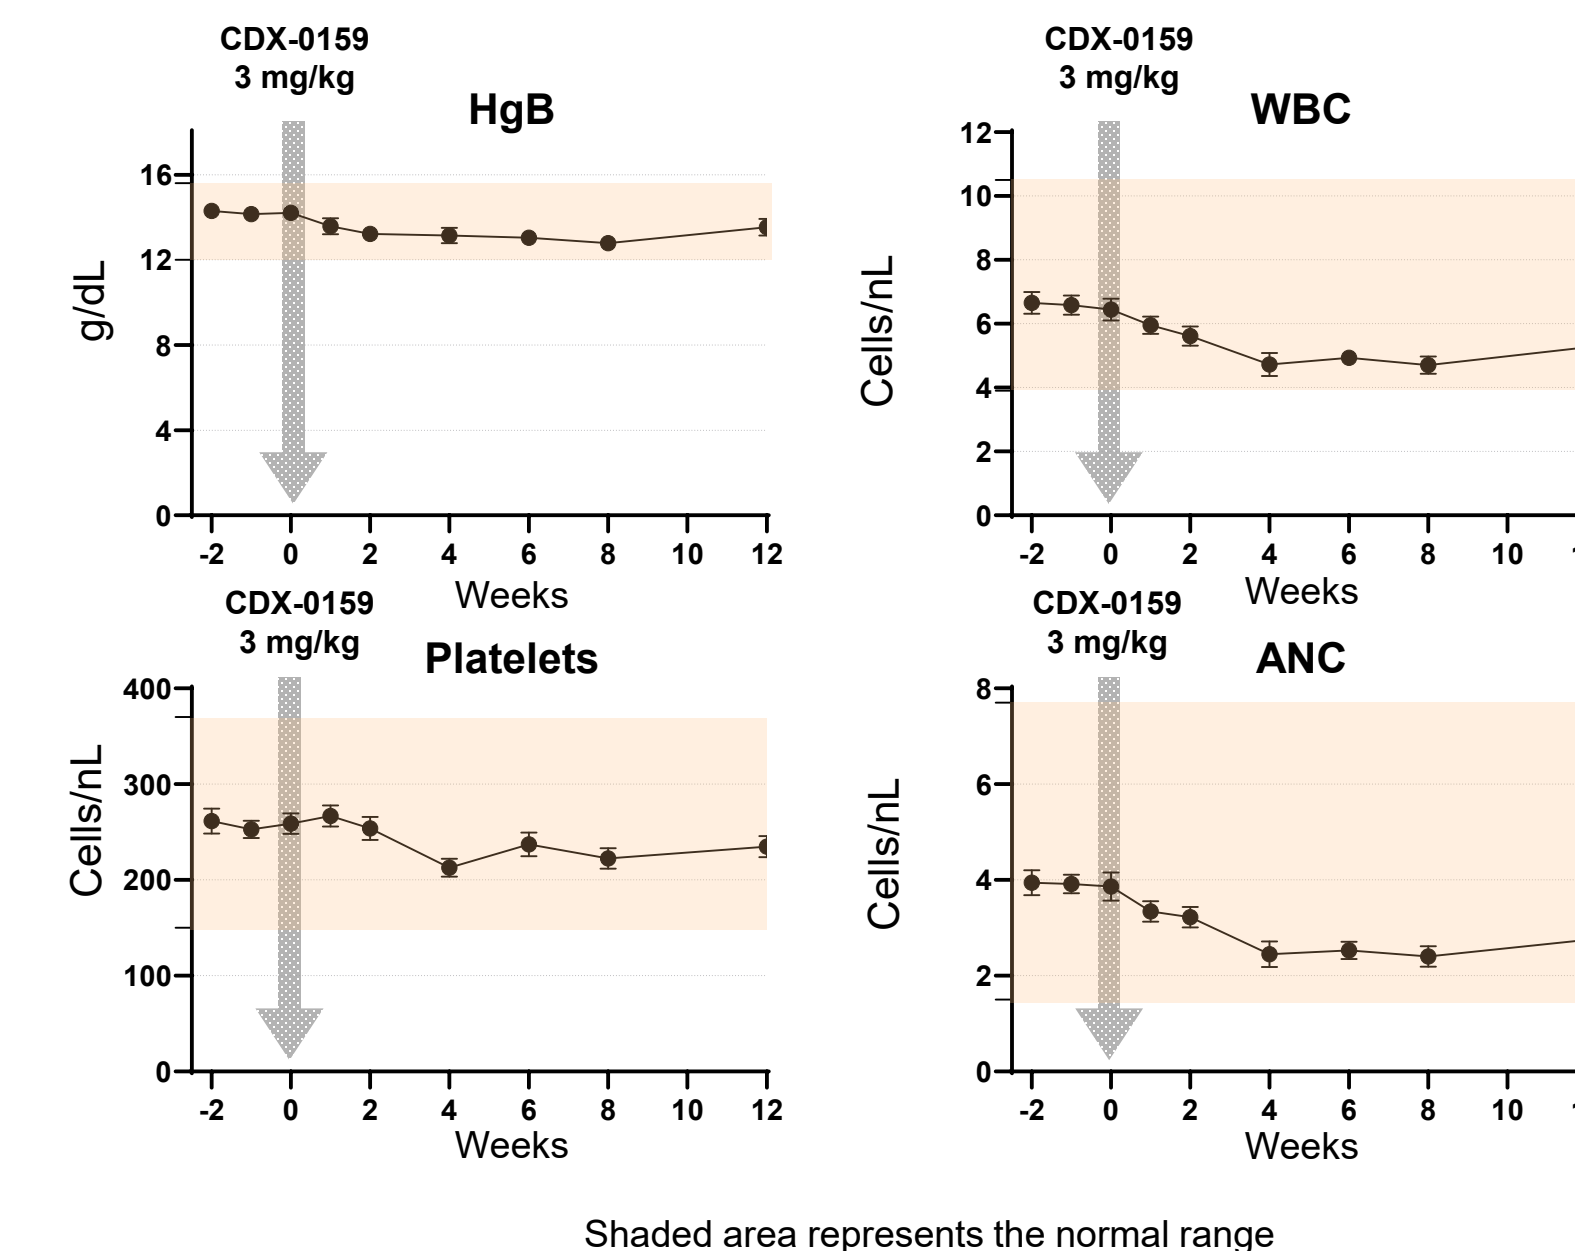 CDX-0159
3 mg/kg
HgB
g/dL
16
12
8
4
0
-2 0 2 4 6 8 10 12
Weeks
CDX-0159
3 mg/kg
WBC
Cells/nL
12
10
8
6
4
2
0
-2 0 2 4 6 8 10
Weeks
CDX-0159
3 mg/kg
Platelets
Cells/nL
400
300
200
100
0
-2 0 2 4 6 8 10 12
Weeks
CDX-0159
3 mg/kg
ANC
Cells/nL
8
6
4
2
0
-2 0 2 4 6 8 10
Weeks
Shaded area represents the normal range